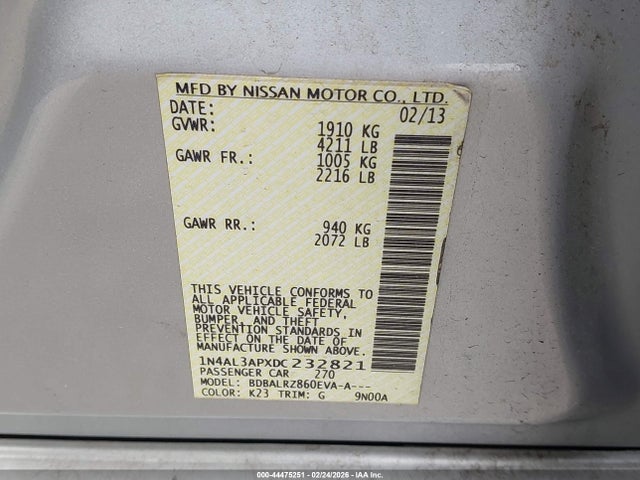 MFD BY NISSAN MOTOR CO., LTD.
DATE: 02/13
GVWR: 1910 KG
4211 LB
GAWR FR.: 1005 KG
2216 LB
GAWR RR.: 940 KG
2072 LB
THIS VEHICLE CONFORMS TO
ALL APPLICABLE FEDERAL
MOTOR VEHICLE SAFETY,
BUMPER, AND THEFT
PREVENTION STANDARDS IN
EFFECT ON THE DATE OF
MANUFACTURE SHOWN ABOVE.
1N4AL3APXDC232821
PASSENGER CAR 270
MODEL: BDBALRZ860EVA-A---
COLOR: K23 TRIM: G 9N00A
000-44475251 - 02/24/2026 - IAA Inc.